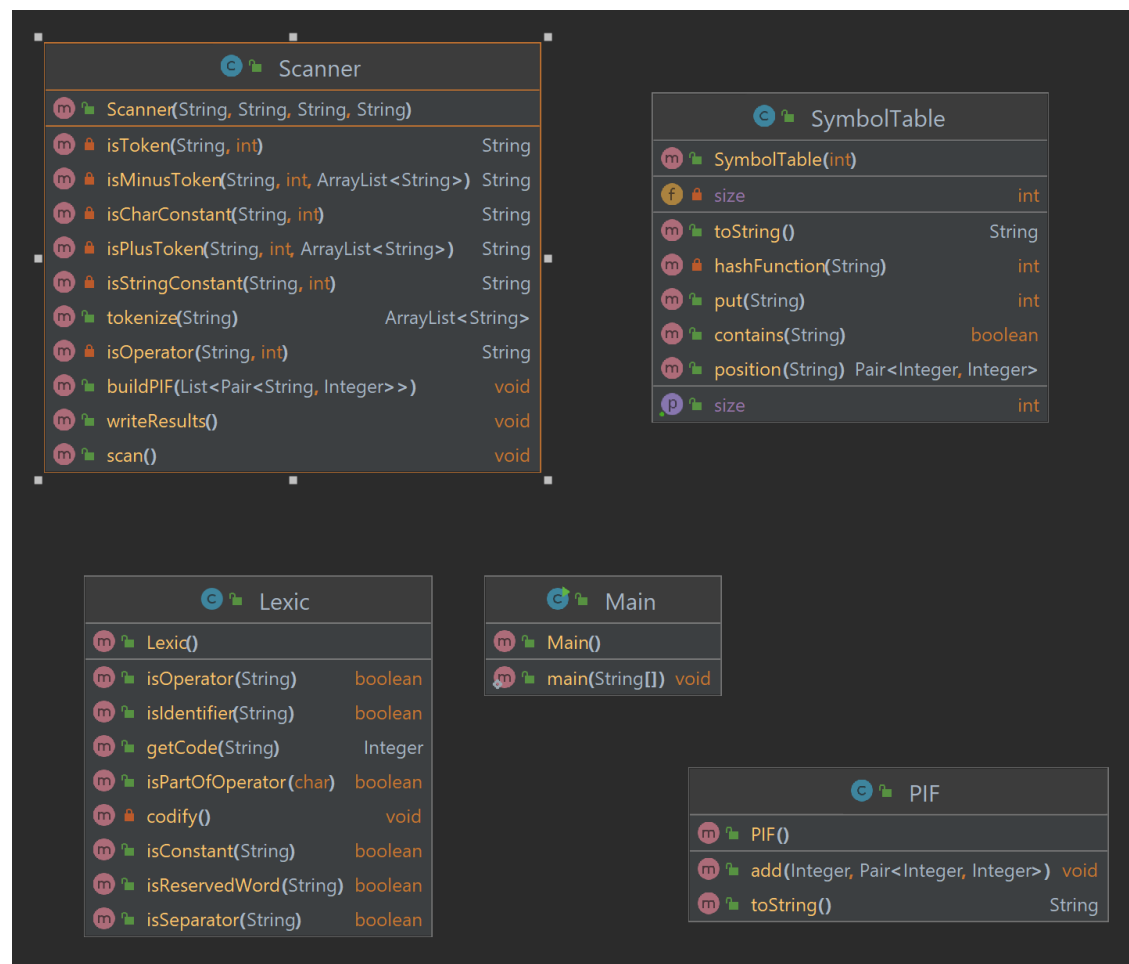 Scanner
Scanner(String, String, String, String)
isToken(String, int) String
isMinusToken(String, int, ArrayList<String>) String
isCharConstant(String, int) String
isPlusToken(String, int, ArrayList<String>) String
isStringConstant(String, int) String
tokenize(String) ArrayList<String>
isOperator(String, int) String
buildPIF(List<Pair<String, Integer>>) void
writeResults() void
scan() void
SymbolTable
SymbolTable(int)
f size int
toString() String
hashFunction(String) int
put(String) int
contains(String) boolean
position(String) Pair<Integer, Integer>
p size int
Lexic
Lexic()
isOperator(String) boolean
isIdentifier(String) boolean
getCode(String) Integer
isPartOfOperator(char) boolean
codify() void
isConstant(String) boolean
isReservedWord(String) boolean
isSeparator(String) boolean
Main
Main()
main(String[]) void
PIF
PIF()
add(Integer, Pair<Integer, Integer>) void
toString() String